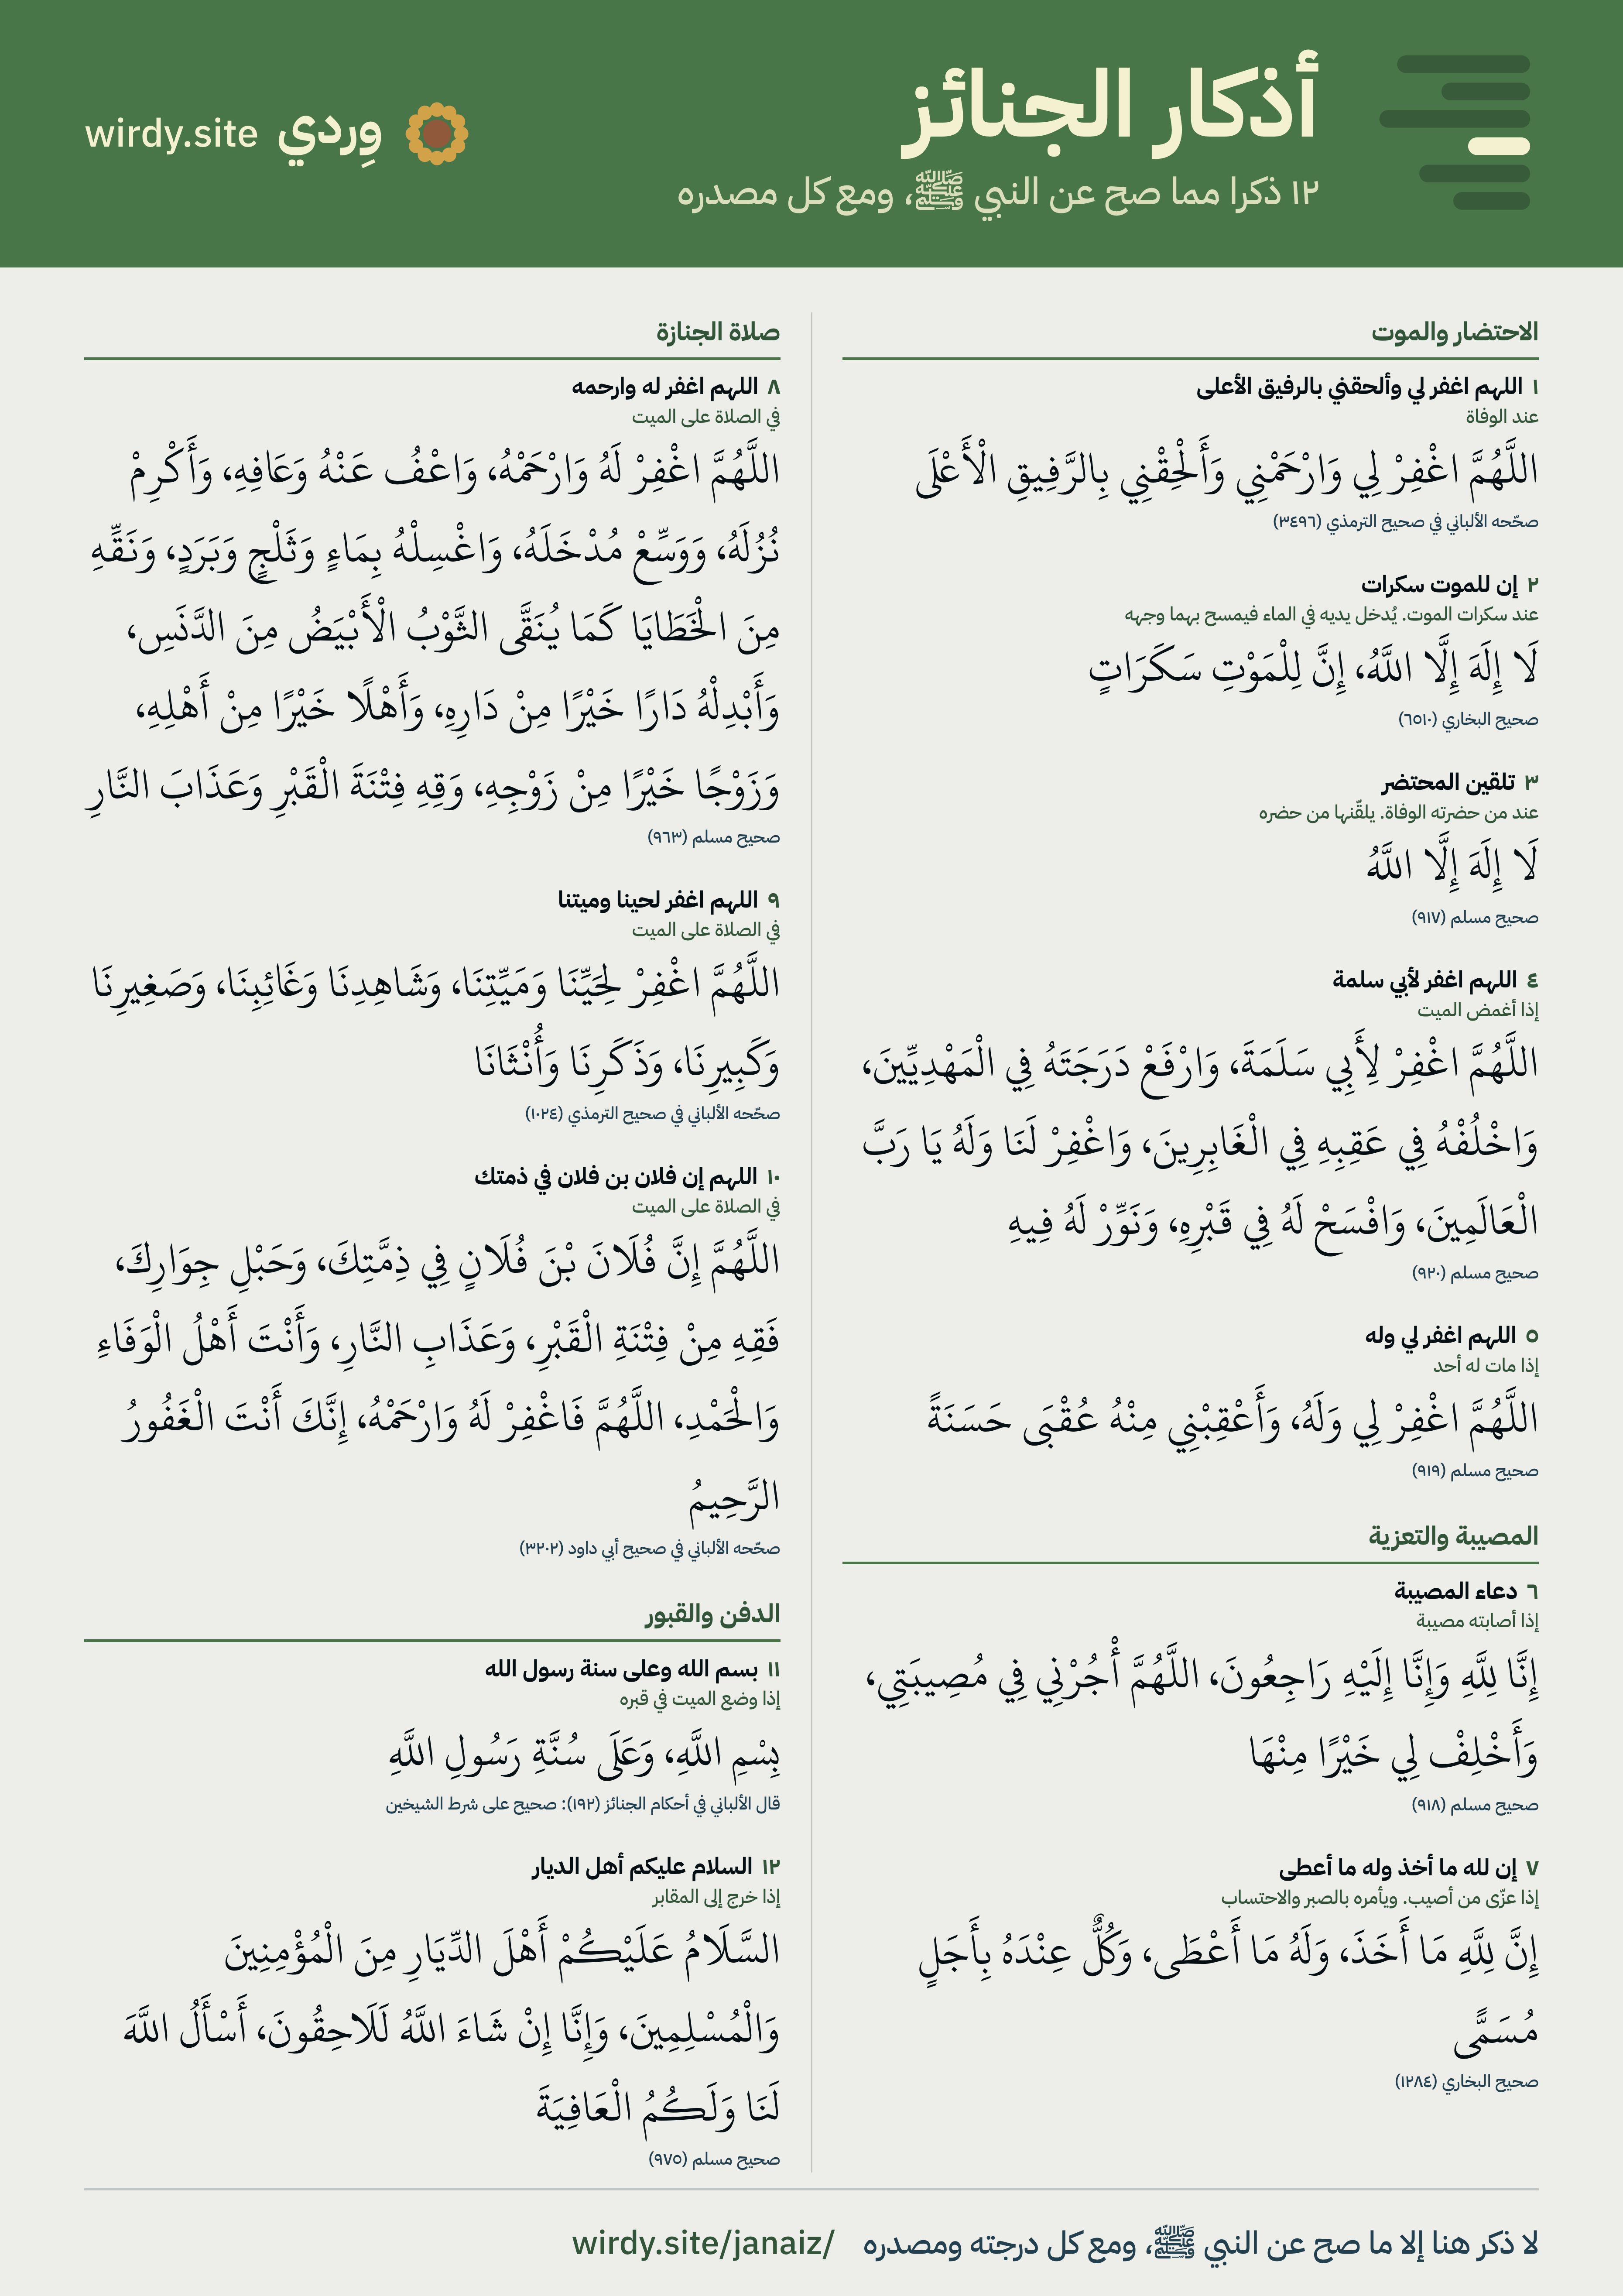 أذكار الجنائز
١٢ ذكرا مما صح عن النبي ﷺ، ومع كل مصدره
وِردي wirdy.site
الاحتضار والموت
١ اللهم اغفر لي وألحقني بالرفيق الأعلى
عند الوفاة
اللَّهُمَّ اغْفِرْ لِي وَارْحَمْنِي وَأَلْحِقْنِي بِالرَّفِيقِ الْأَعْلَى
صحّحه الألباني في صحيح الترمذي (٣٤٩٦)
٢ إن للموت سكرات
عند سكرات الموت. يُدخل يديه في الماء فيمسح بهما وجهه
لَا إِلَهَ إِلَّا اللَّهُ، إِنَّ لِلْمَوْتِ سَكَرَاتٍ
صحيح البخاري (٦٥١٠)
٣ تلقين المحتضر
عند من حضرته الوفاة. يلقّنها من حضره
لَا إِلَهَ إِلَّا اللَّهُ
صحيح مسلم (٩١٧)
٤ اللهم اغفر لأبي سلمة
إذا أغمض الميت
اللَّهُمَّ اغْفِرْ لِأَبِي سَلَمَةَ، وَارْفَعْ دَرَجَتَهُ فِي الْمَهْدِيِّينَ،
وَاخْلُفْهُ فِي عَقِبِهِ فِي الْغَابِرِينَ، وَاغْفِرْ لَنَا وَلَهُ يَا رَبَّ
الْعَالَمِينَ، وَافْسَحْ لَهُ فِي قَبْرِهِ، وَنَوِّرْ لَهُ فِيهِ
صحيح مسلم (٩٢٠)
٥ اللهم اغفر لي وله
إذا مات له أحد
اللَّهُمَّ اغْفِرْ لِي وَلَهُ، وَأَعْقِبْنِي مِنْهُ عُقْبَى حَسَنَةً
صحيح مسلم (٩١٩)
المصيبة والتعزية
٦ دعاء المصيبة
إذا أصابته مصيبة
إِنَّا لِلَّهِ وَإِنَّا إِلَيْهِ رَاجِعُونَ، اللَّهُمَّ أْجُرْنِي فِي مُصِيبَتِي،
وَأَخْلِفْ لِي خَيْرًا مِنْهَا
صحيح مسلم (٩١٨)
٧ إن لله ما أخذ وله ما أعطى
إذا عزّى من أصيب. ويأمره بالصبر والاحتساب
إِنَّ لِلَّهِ مَا أَخَذَ، وَلَهُ مَا أَعْطَى، وَكُلٌّ عِنْدَهُ بِأَجَلٍ
مُسَمًّى
صحيح البخاري (١٢٨٤)
صلاة الجنازة
٨ اللهم اغفر له وارحمه
في الصلاة على الميت
اللَّهُمَّ اغْفِرْ لَهُ وَارْحَمْهُ، وَاعْفُ عَنْهُ وَعَافِهِ، وَأَكْرِمْ
نُزُلَهُ، وَوَسِّعْ مُدْخَلَهُ، وَاغْسِلْهُ بِمَاءٍ وَثَلْجٍ وَبَرَدٍ، وَنَقِّهِ
مِنَ الْخَطَايَا كَمَا يُنَقَّى الثَّوْبُ الْأَبْيَضُ مِنَ الدَّنَسِ،
وَأَبْدِلْهُ دَارًا خَيْرًا مِنْ دَارِهِ، وَأَهْلًا خَيْرًا مِنْ أَهْلِهِ،
وَزَوْجًا خَيْرًا مِنْ زَوْجِهِ، وَقِهِ فِتْنَةَ الْقَبْرِ وَعَذَابَ النَّارِ
صحيح مسلم (٩٦٣)
٩ اللهم اغفر لحينا وميتنا
في الصلاة على الميت
اللَّهُمَّ اغْفِرْ لِحَيِّنَا وَمَيِّتِنَا، وَشَاهِدِنَا وَغَائِبِنَا، وَصَغِيرِنَا
وَكَبِيرِنَا، وَذَكَرِنَا وَأُنْثَانَا
صحّحه الألباني في صحيح الترمذي (١٠٢٤)
١٠ اللهم إن فلان بن فلان في ذمتك
في الصلاة على الميت
اللَّهُمَّ إِنَّ فُلَانَ بْنَ فُلَانٍ فِي ذِمَّتِكَ، وَحَبْلِ جِوَارِكَ،
فَقِهِ مِنْ فِتْنَةِ الْقَبْرِ، وَعَذَابِ النَّارِ، وَأَنْتَ أَهْلُ الْوَفَاءِ
وَالْحَمْدِ، اللَّهُمَّ فَاغْفِرْ لَهُ وَارْحَمْهُ، إِنَّكَ أَنْتَ الْغَفُورُ
الرَّحِيمُ
صحّحه الألباني في صحيح أبي داود (٣٢٠٢)
الدفن والقبور
١١ بسم الله وعلى سنة رسول الله
إذا وضع الميت في قبره
بِسْمِ اللَّهِ، وَعَلَى سُنَّةِ رَسُولِ اللَّهِ
قال الألباني في أحكام الجنائز (١٩٢): صحيح على شرط الشيخين
١٢ السلام عليكم أهل الديار
إذا خرج إلى المقابر
السَّلَامُ عَلَيْكُمْ أَهْلَ الدِّيَارِ مِنَ الْمُؤْمِنِينَ
وَالْمُسْلِمِينَ، وَإِنَّا إِنْ شَاءَ اللَّهُ لَلَاحِقُونَ، أَسْأَلُ اللَّهَ
لَنَا وَلَكُمُ الْعَافِيَةَ
صحيح مسلم (٩٧٥)
لا ذكر هنا إلا ما صح عن النبي ﷺ، ومع كل درجته ومصدره wirdy.site/janaiz/